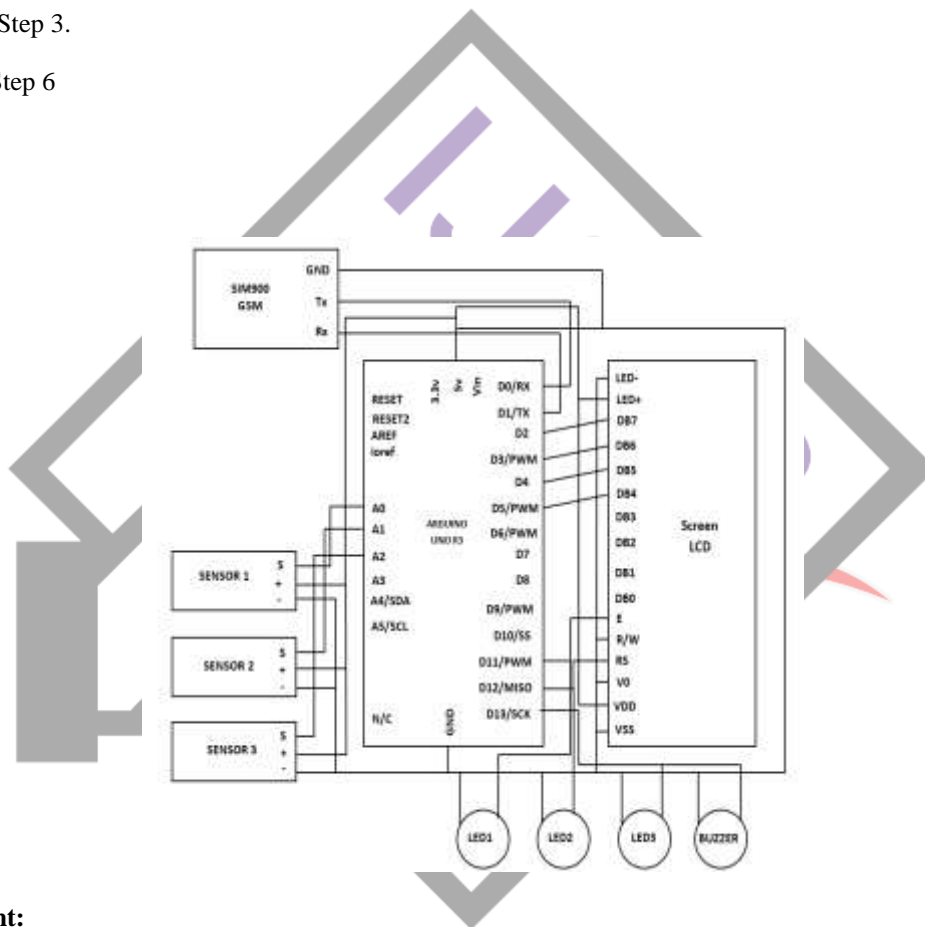 Step 3.
Step 6
SIM900
GSM
GND
Tx
Rx
RESET
RESET2
AREF
ioref
3.3v
5v
Vin
D0/RX
D1/TX
D2
D3/PWM
D4
D5/PWM
D6/PWM
D7
D8
D9/PWM
D10/SS
D11/PWM
D12/MISO
D13/SCK
A0
A1
A2
A3
A4/SDA
A5/SCL
N/C
GND
ARDUINO
UNO R3
LED-
LED+
DB7
DB6
DB5
DB4
DB3
DB2
DB1
DB0
E
R/W
RS
V0
VDD
VSS
Screen
LCD
SENSOR 1
S
+
-
SENSOR 2
S
+
-
SENSOR 3
S
+
-
LED1
LED2
LED3
BUZZER
nt: